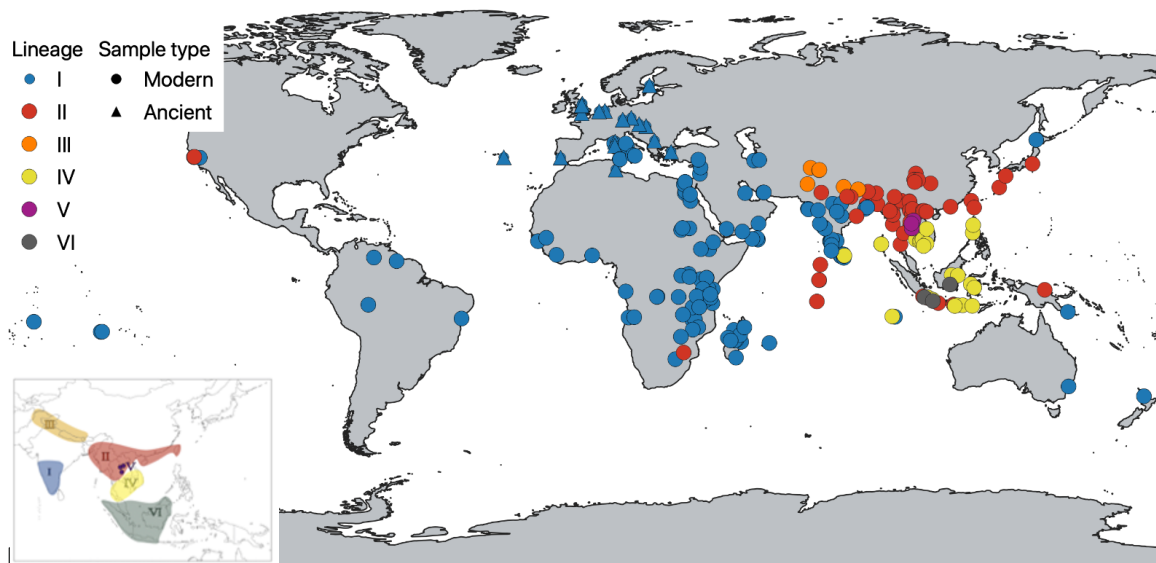 Lineage Sample type
I Modern
II Ancient
III
IV
V
VI
III
II
I
V
IV
VI